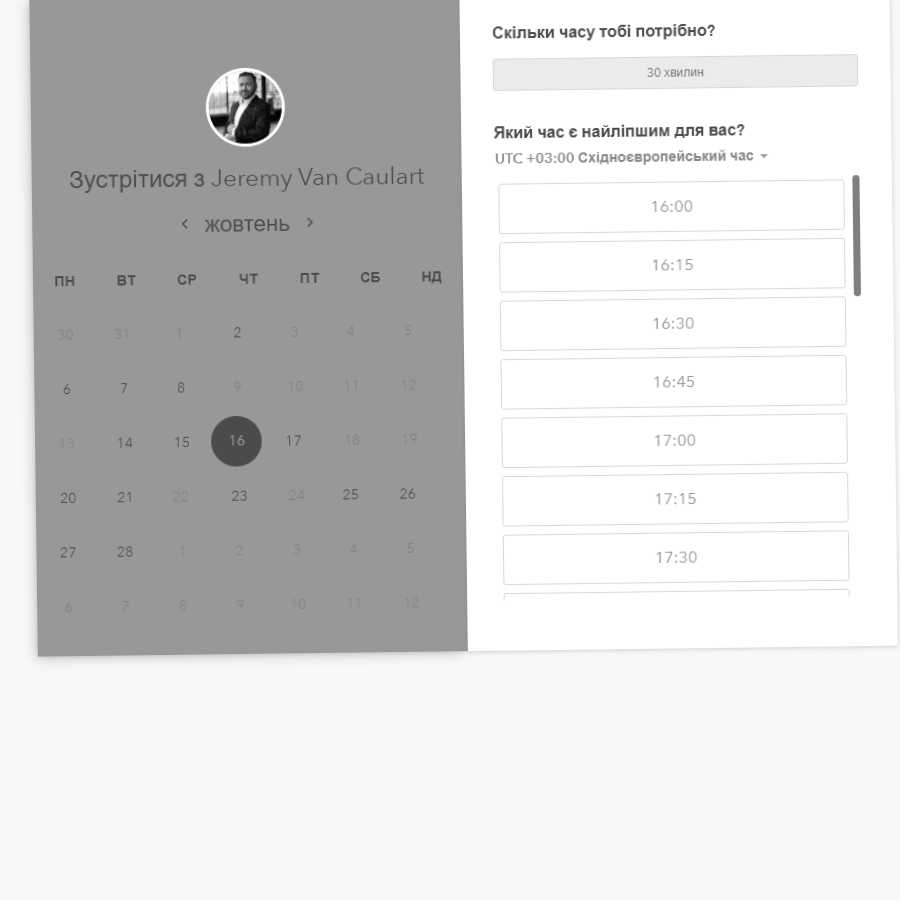 Зустрітися з Jeremy Van Caulart
‹ жовтень ›
ПН ВТ СР ЧТ ПТ СБ НД
30 31 1 2 3 4 5
6 7 8 9 10 11 12
13 14 15 16 17 18 19
20 21 22 23 24 25 26
27 28 1 2 3 4 5
6 7 8 9 10 11 12
Скільки часу тобі потрібно?
30 хвилин
Який час є найліпшим для вас?
UTC +03:00 Східноєвропейський час
16:00
16:15
16:30
16:45
17:00
17:15
17:30